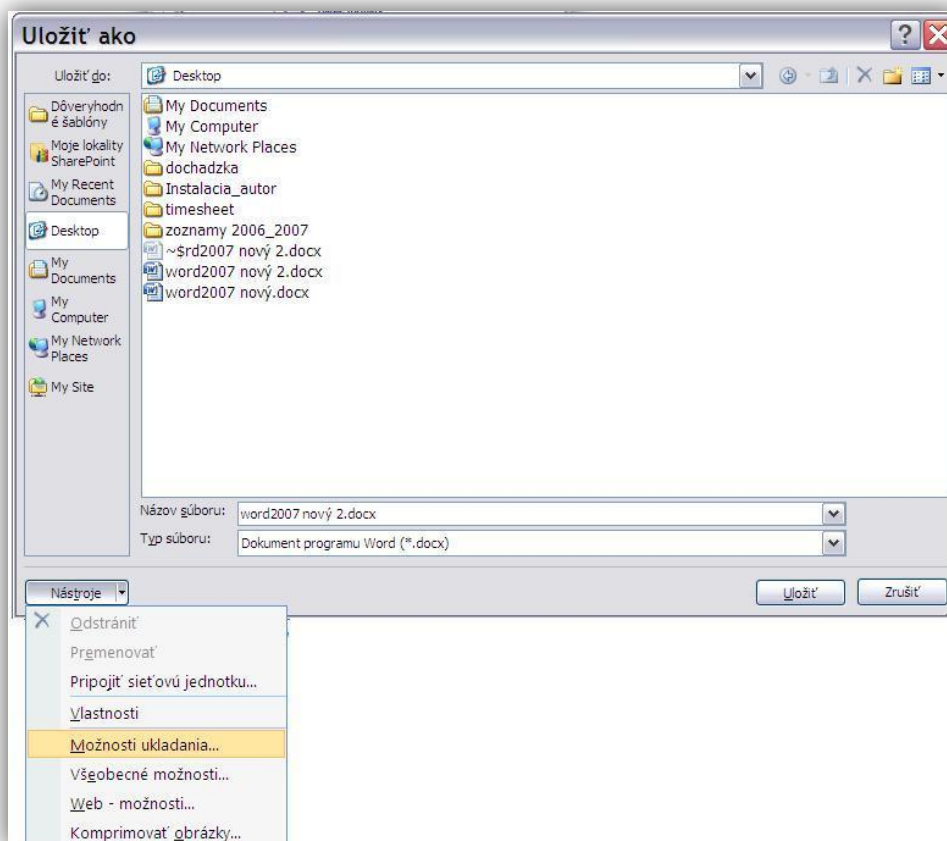 Uložiť ako
Uložiť do:
Desktop
Dôveryhodn
é šablóny
Moje lokality
SharePoint
My Recent
Documents
Desktop
My
Documents
My
Computer
My Network
Places
My Site
My Documents
My Computer
My Network Places
dochadzka
Instalacia_autor
timesheet
zoznamy 2006_2007
~$rd2007 nový 2.docx
word2007 nový 2.docx
word2007 nový.docx
Názov súboru:
word2007 nový 2.docx
Typ súboru:
Dokument programu Word (*.docx)
Nástroje
Uložiť
Zrušiť
Odstrániť
Premenovať
Pripojiť sieťovú jednotku...
Vlastnosti
Možnosti ukladania...
Všeobecné možnosti...
Web - možnosti...
Komprimovať obrázky...